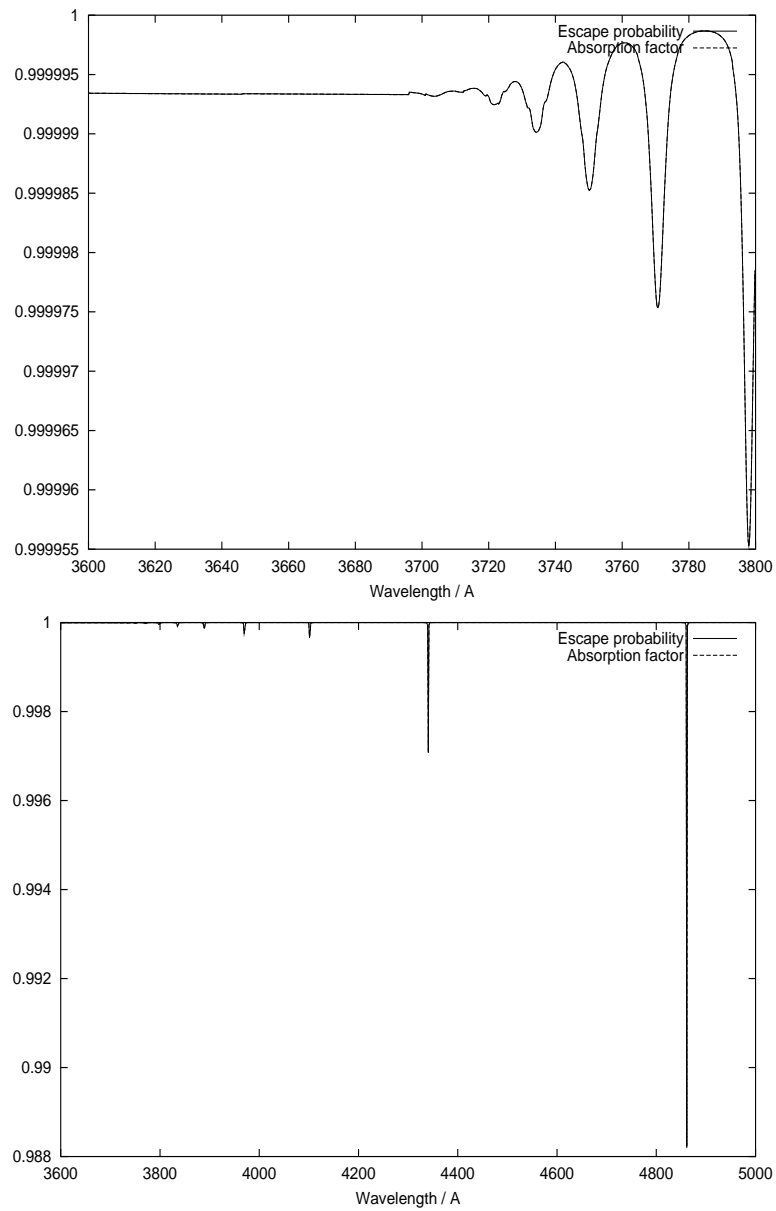 1
0.999995
0.99999
0.999985
0.99998
0.999975
0.99997
0.999965
0.99996
0.999955
Escape probability
Absorption factor
3600 3620 3640 3660 3680 3700 3720 3740 3760 3780 3800
Wavelength / A
1
0.998
0.996
0.994
0.992
0.99
0.988
Escape probability
Absorption factor
3600 3800 4000 4200 4400 4600 4800 5000
Wavelength / A